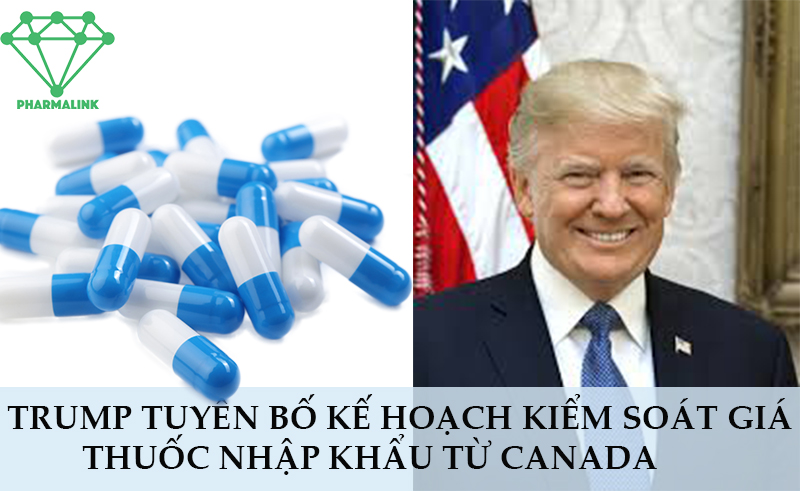 PHARMALINK
TRUMP TUYÊN BỐ KẾ HOẠCH KIỂM SOÁT GIÁ
THUỐC NHẬP KHẨU TỪ CANADA